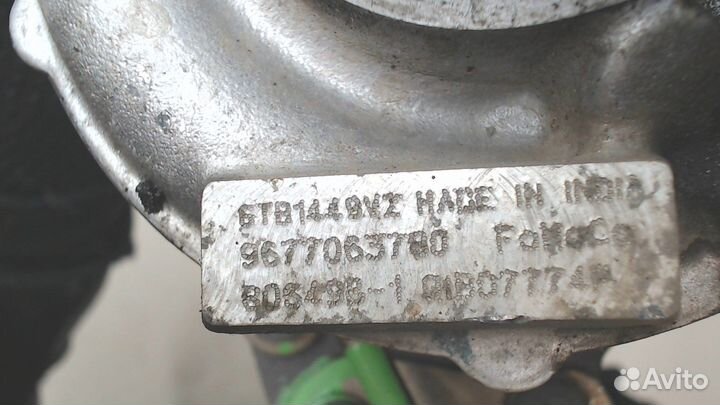 GTB1449VZ MADE IN INDIA
9677063780 FoMoCo
806498-1
Avito